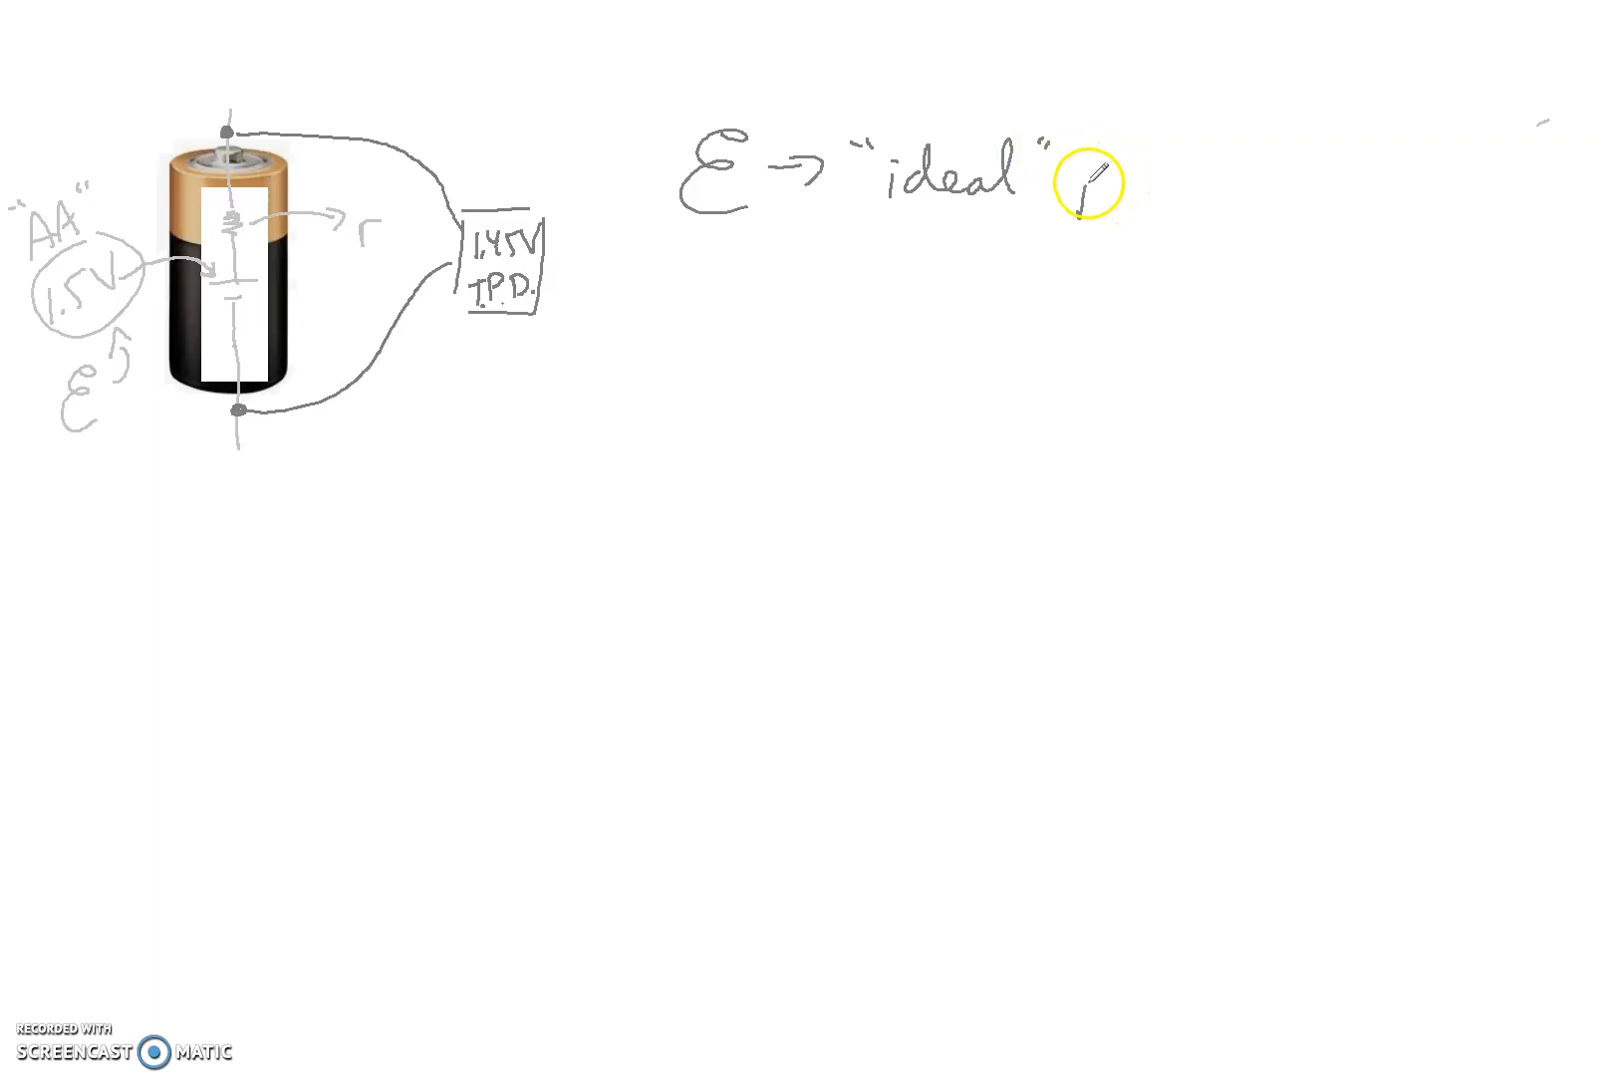 "AA"
1.5V
ε
r
1.45V
T.P.D.
ε → "ideal"
RECORDED WITH
SCREENCAST MATIC